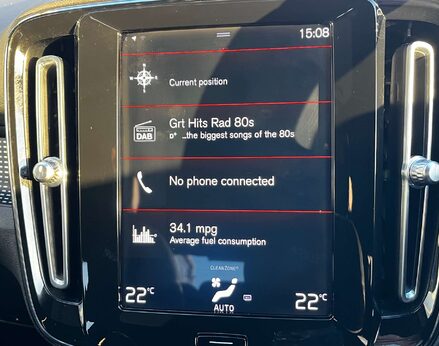 15:08
Current position
Grt Hits Rad 80s
DAB
...the biggest songs of the 80s
No phone connected
34.1 mpg
Average fuel consumption
CLEANZONE
22°C
AUTO
22°C